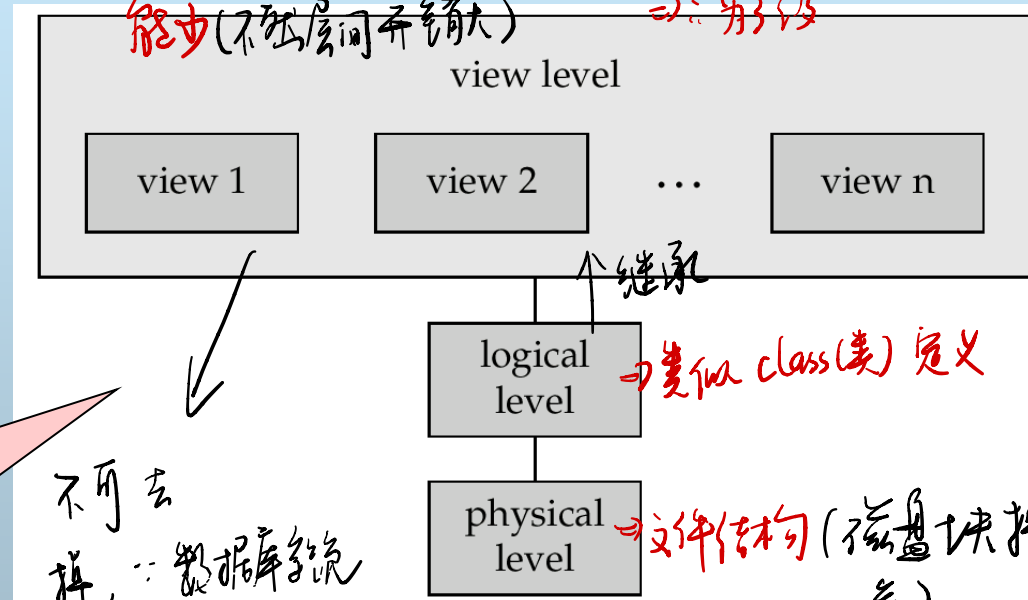 能少(不然层间开销大)
view level
view 1 view 2 … view n
↑继承
logical
level
⇒类似 class(类)定义
physical
level
⇒文件结构(磁盘块
不可去
掉,∵数据库系统